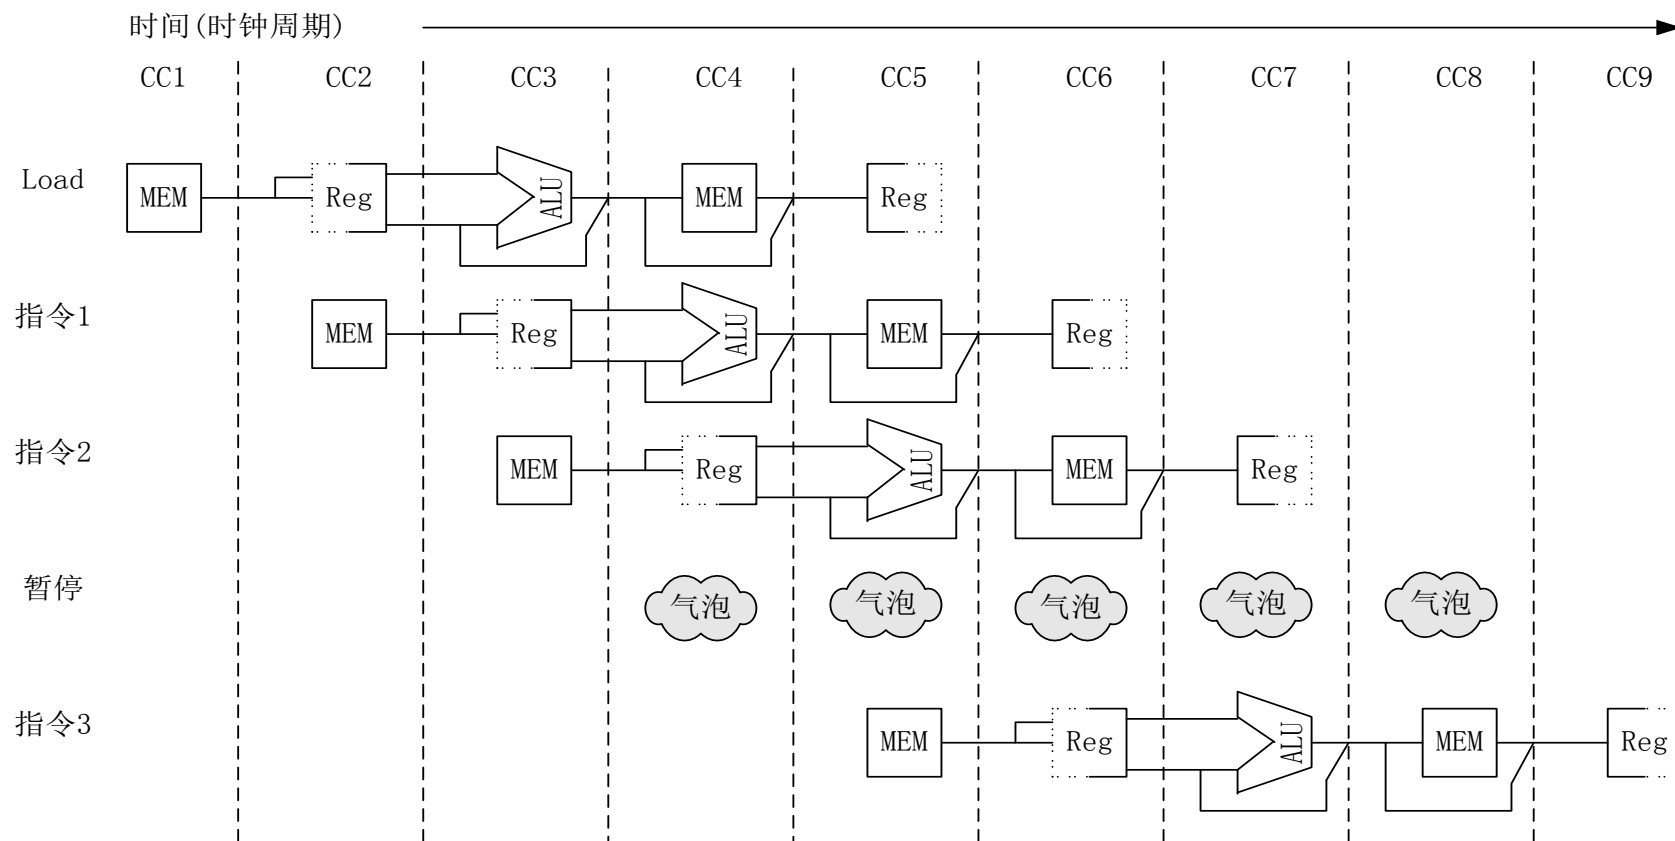 时间(时钟周期)
CC1 CC2 CC3 CC4 CC5 CC6 CC7 CC8 CC9
Load MEM Reg ALU MEM Reg
指令1 MEM Reg ALU MEM Reg
指令2 MEM Reg ALU MEM Reg
暂停 气泡 气泡 气泡 气泡 气泡
指令3 MEM Reg ALU MEM Reg